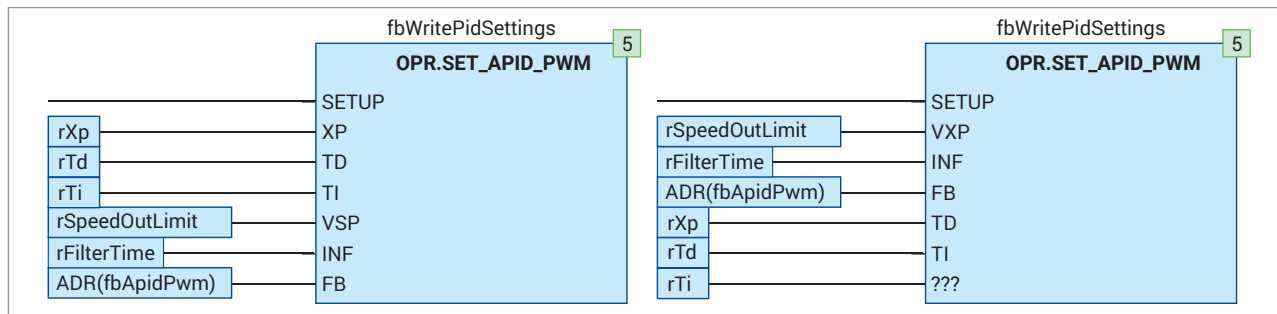 fbWritePidSettings
5
OPR.SET_APID_PWM
SETUP
rXp XP
rTd TD
rTi TI
rSpeedOutLimit VSP
rFilterTime INF
ADR(fbApidPwm) FB
fbWritePidSettings
5
OPR.SET_APID_PWM
SETUP
rSpeedOutLimit VXP
rFilterTime INF
ADR(fbApidPwm) FB
rXp TD
rTd TI
rTi ???